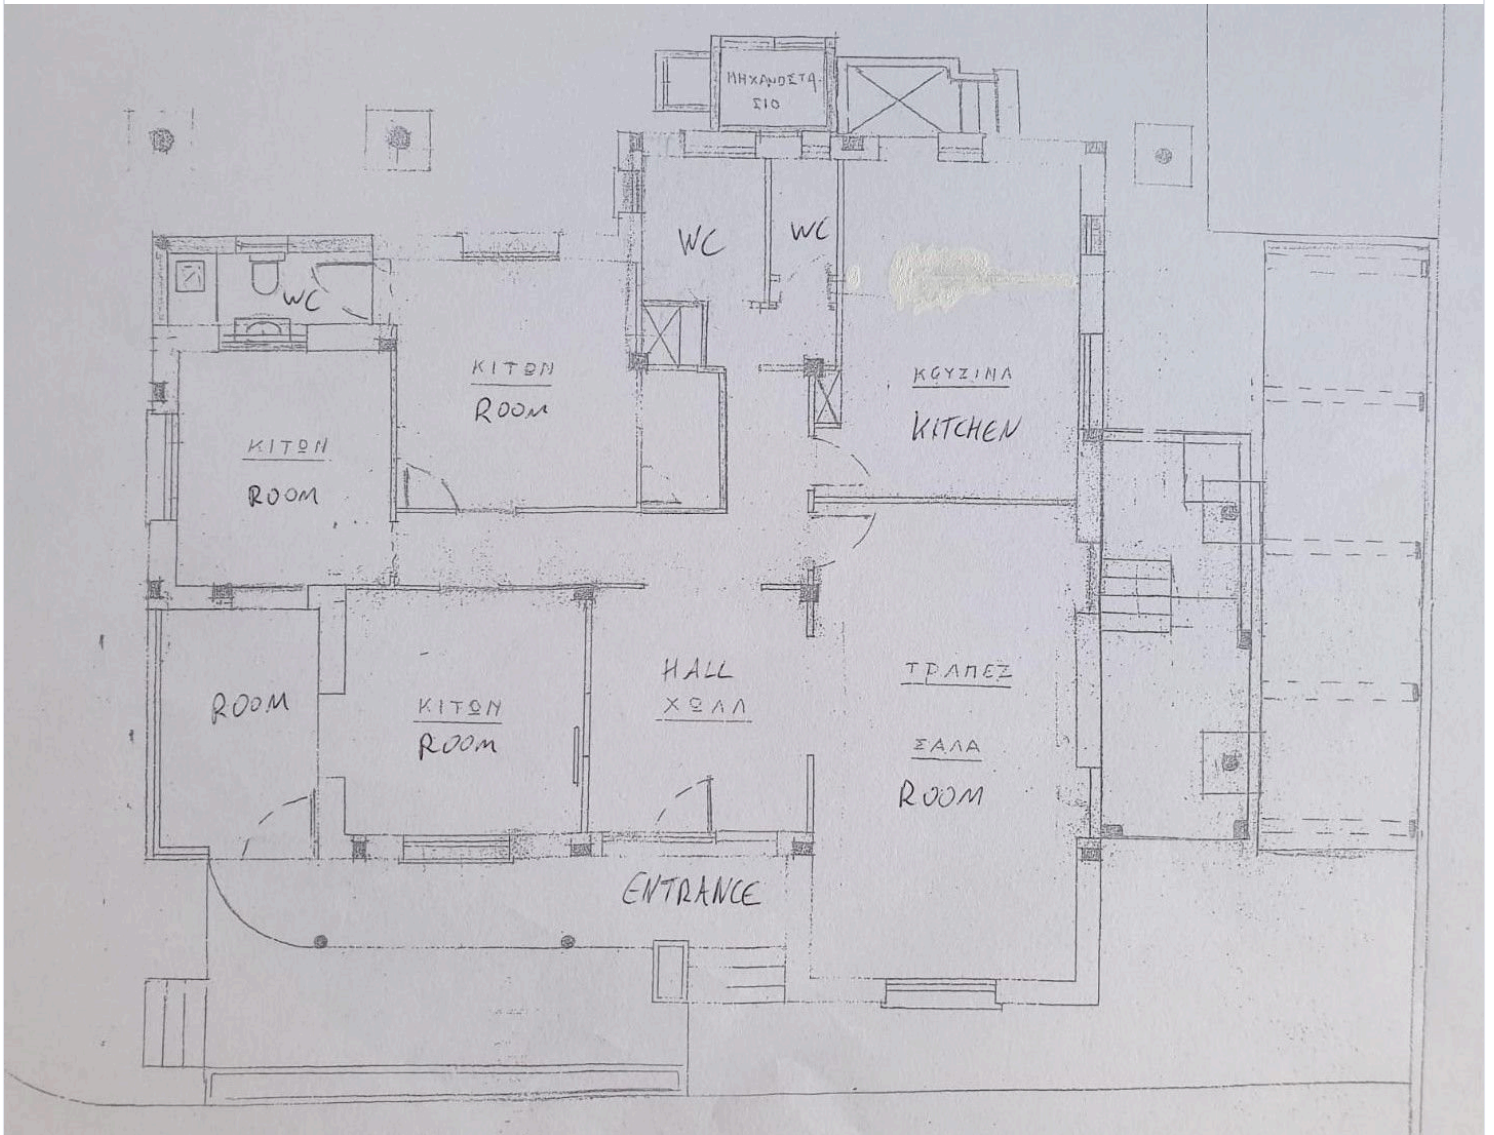 ΜΗΧΑΝΟΣΤΑ-
ΣΙΟ
WC
WC
WC
ΚΙΤΩΝ
ROOM
ΚΟΥΖΙΝΑ
KITCHEN
ΚΙΤΩΝ
ROOM
HALL
ΧΩΛΛ
ΤΡΑΠΕΖ
ROOM
ΚΙΤΩΝ
ROOM
ΣΑΛΑ
ROOM
ENTRANCE